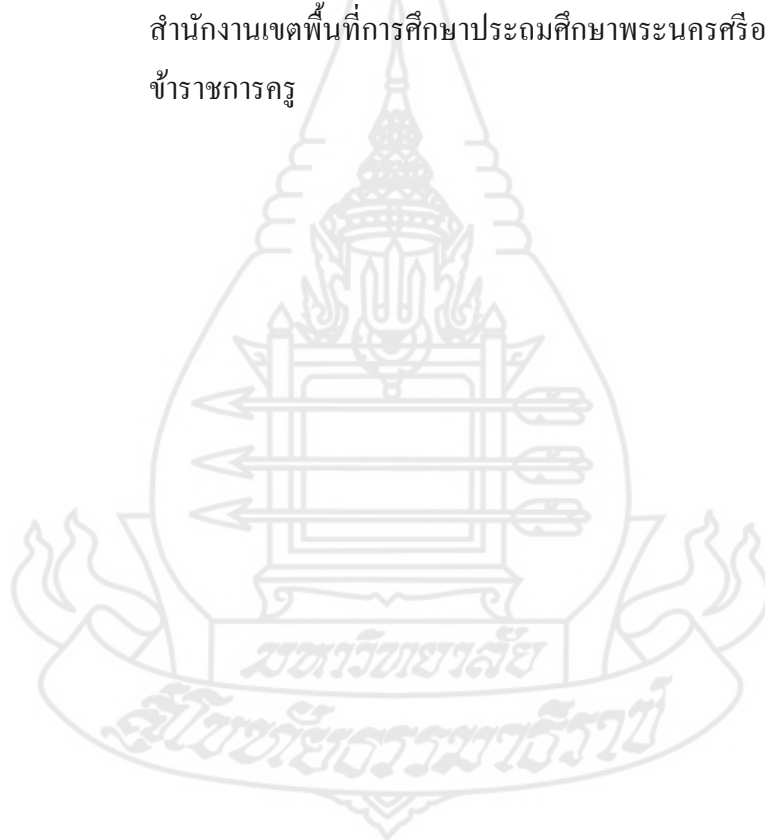 สำนักงานเขตพื้นที่การศึกษาประถมศึกษาพระนครศรีอ
ข้าราชการครู
มหาวิทยาลัย
สุโขทัยธรรมาธิราช